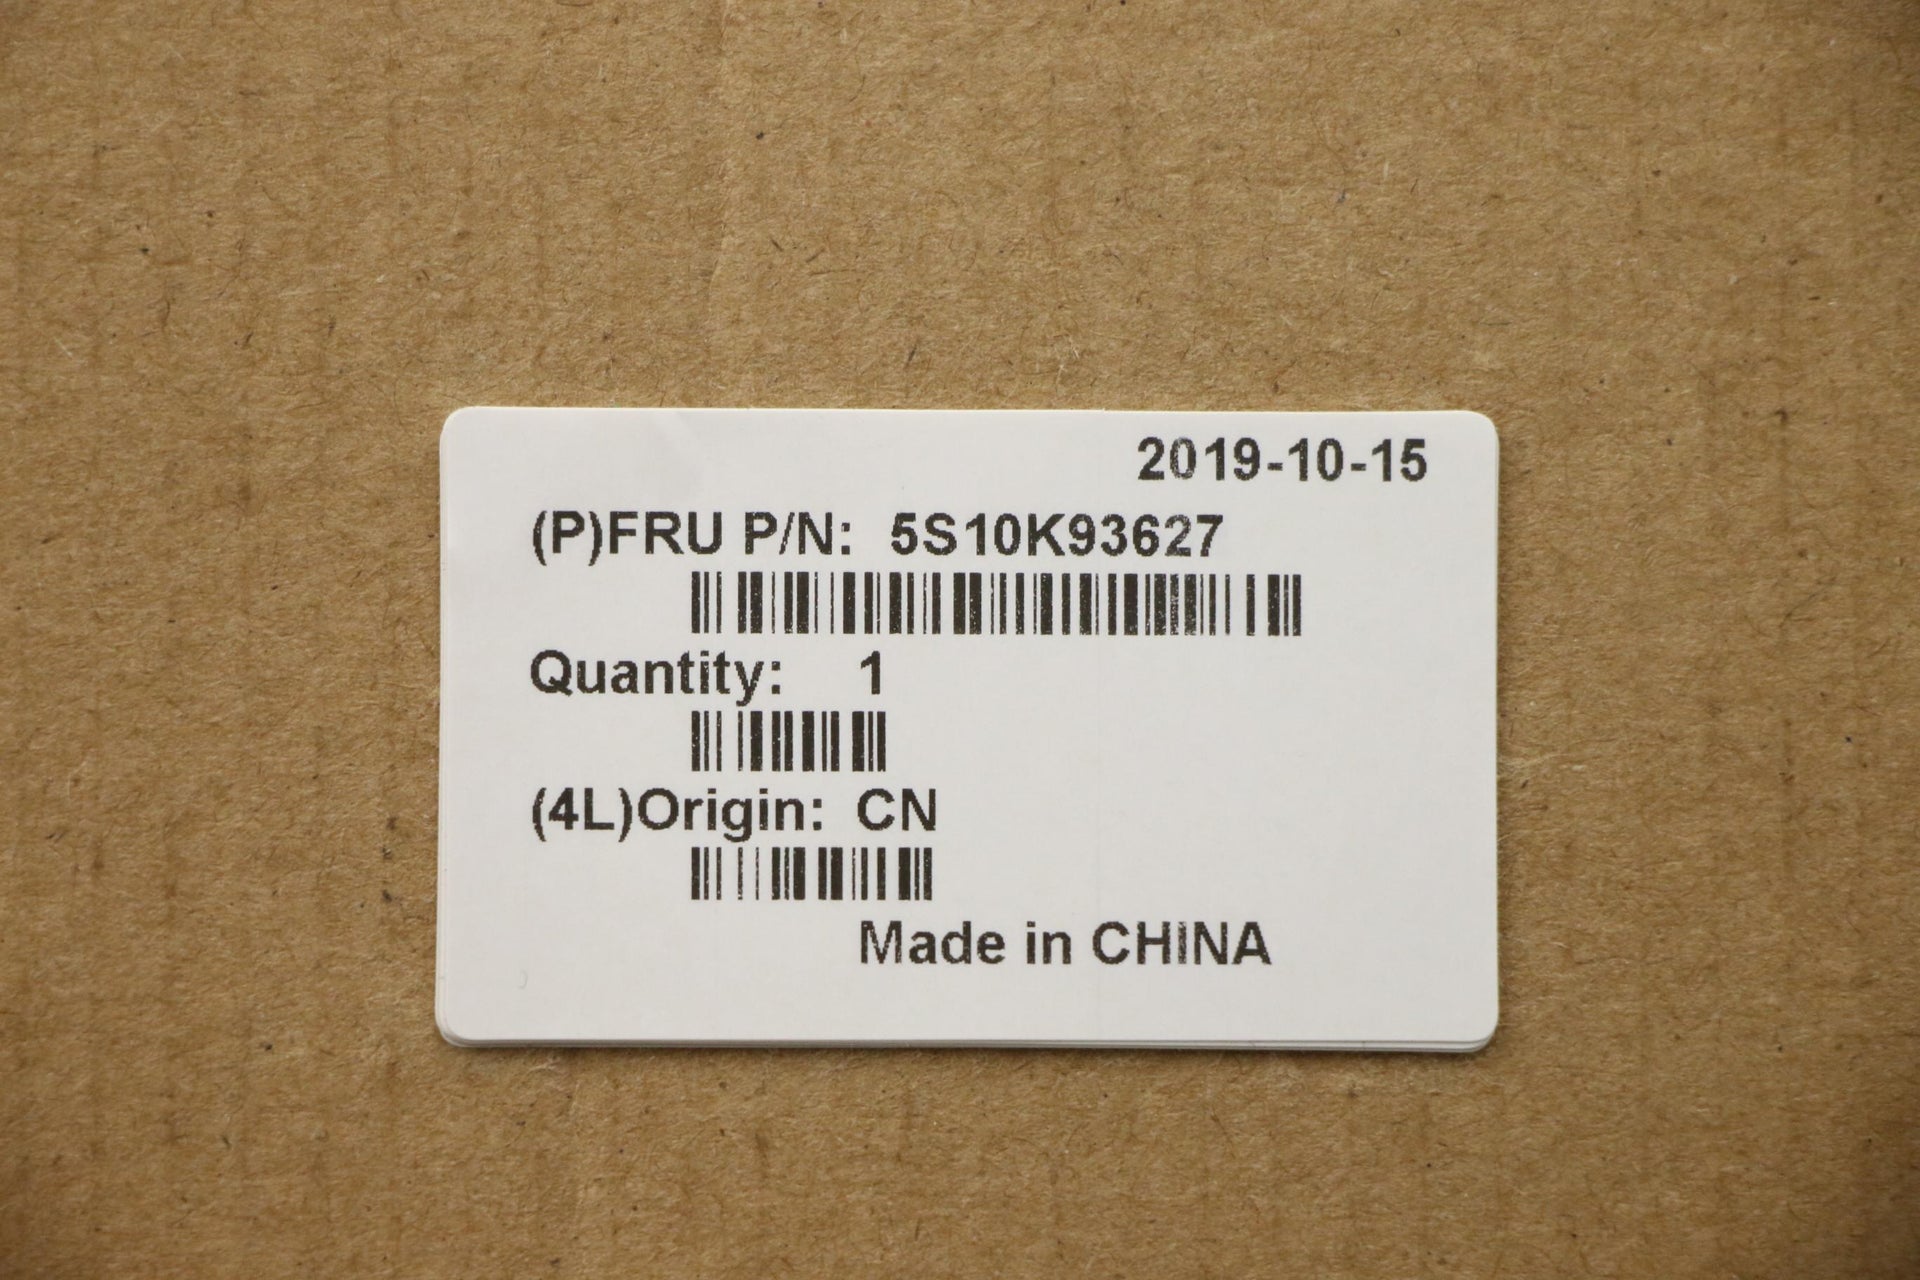 2019-10-15
(P)FRU P/N: 5S10K93627
Quantity: 1
(4L)Origin: CN
Made in CHINA